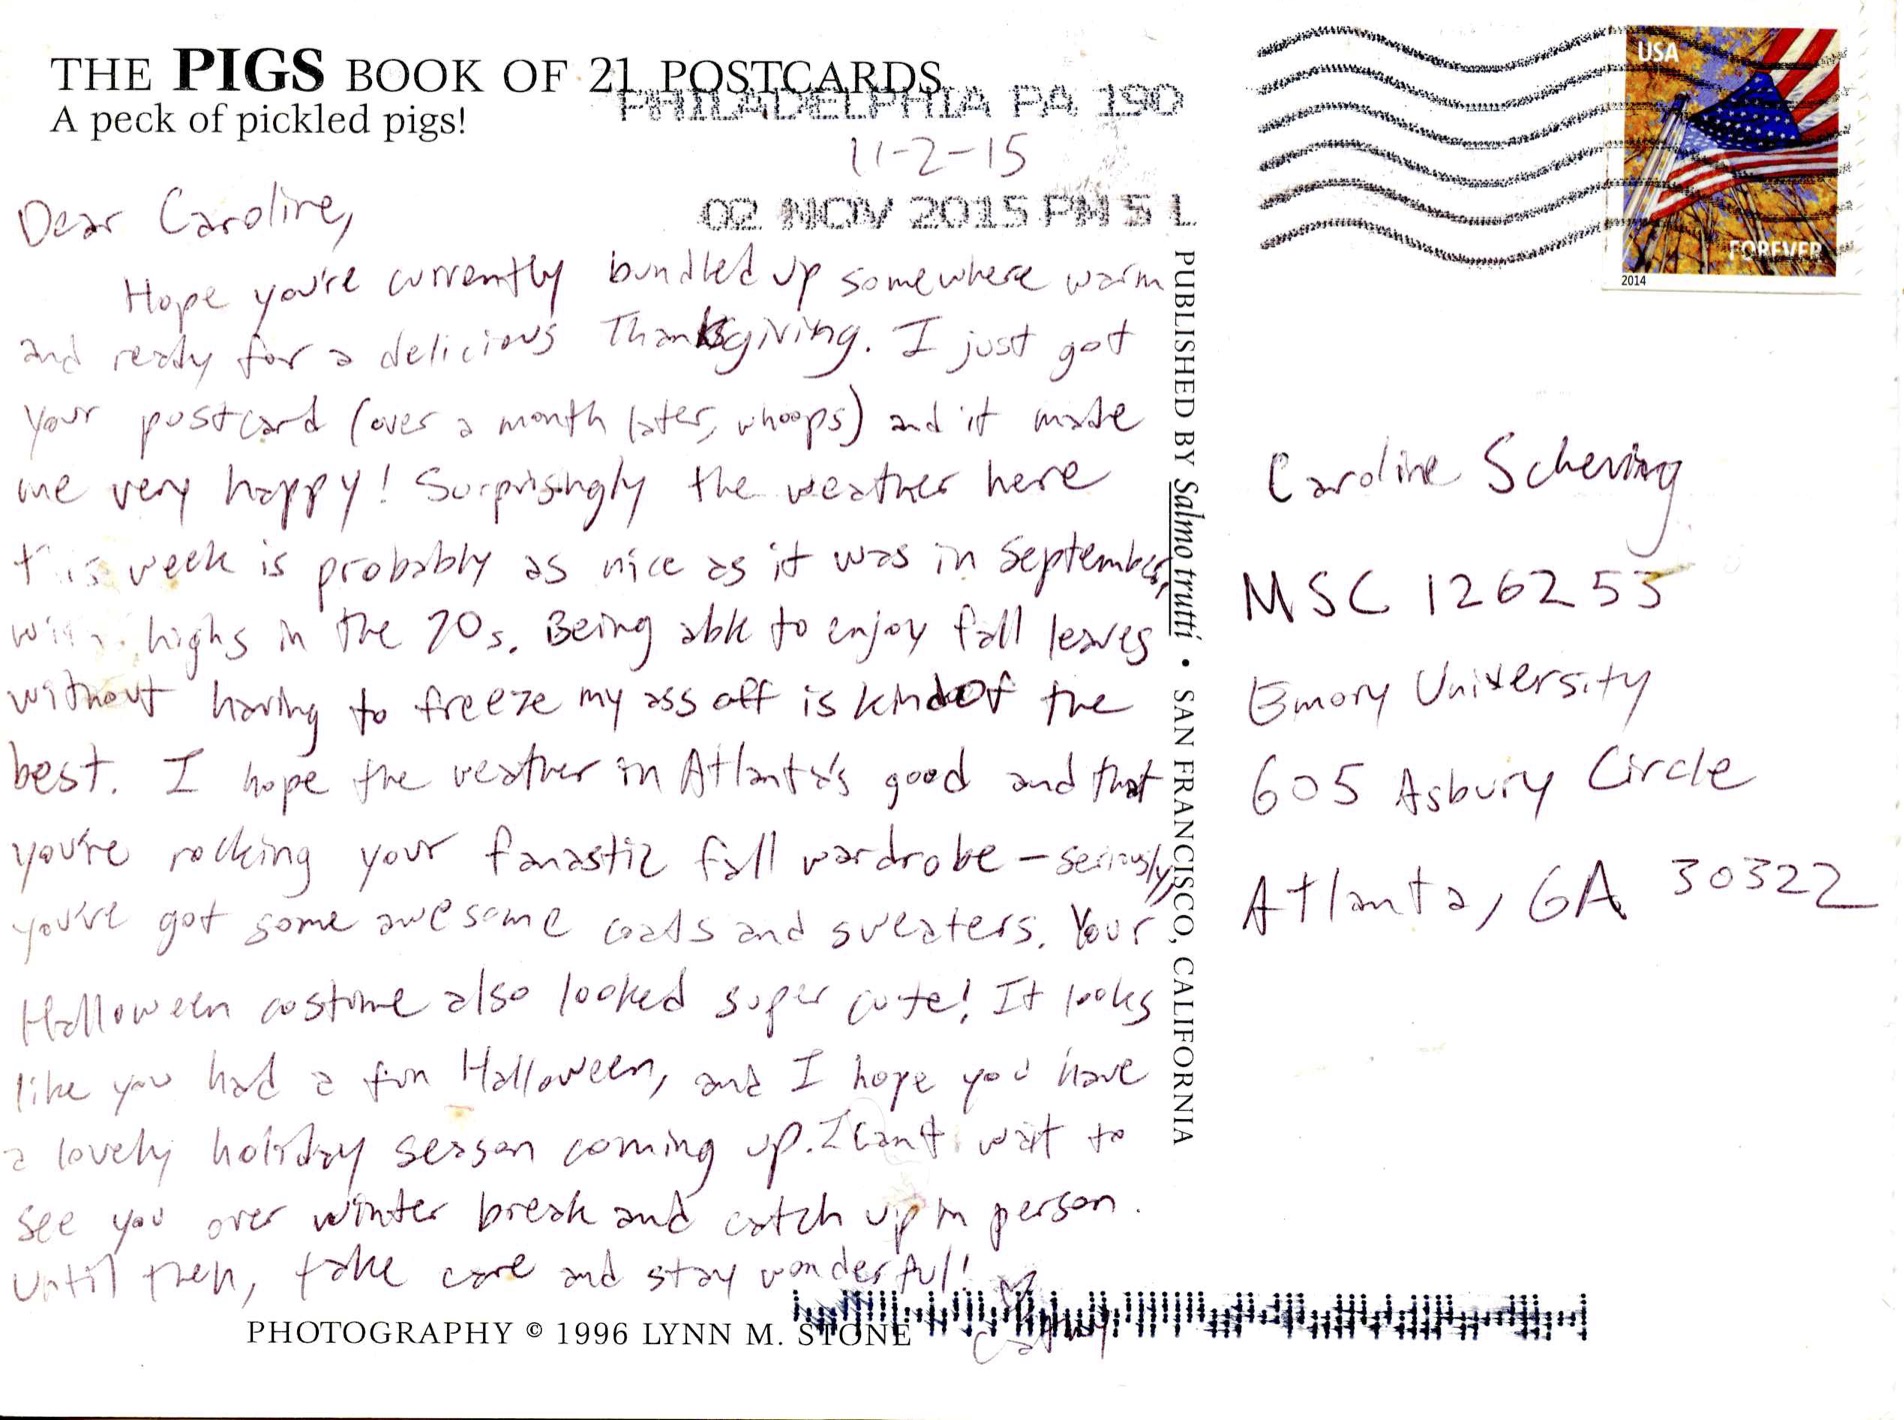 THE PIGS BOOK OF 21 POSTCARDS
A peck of pickled pigs!
PHILADELPHIA PA 190
11-2-15
02 NOV 2015 PM 5 L
USA
FOREVER
2014
Dear Caroline,
Hope you're currently bundled up somewhere warm
and ready for a delicious Thanksgiving. I just got
your postcard (over a month later, whoops) and it made
me very happy! Surprisingly the weather here
this week is probably as nice as it was in September,
with highs in the 70s. Being able to enjoy fall leaves
without having to freeze my ass off is kind of the
best. I hope the weather in Atlanta's good and that
you're rocking your fanastic fall wardrobe - seriously,
you've got some awesome coats and sweaters. Your
Halloween costume also looked super cute! It looks
like you had a fun Halloween, and I hope you have
a lovely holiday season coming up. I can't wait to
see you over winter break and catch up in person.
Until then, take care and stay wonderful!
Cathy
PHOTOGRAPHY © 1996 LYNN M. STONE
PUBLISHED BY Salmo trutti • SAN FRANCISCO, CALIFORNIA
Caroline Schering
MSC 126253
Emory University
605 Asbury Circle
Atlanta, GA 30322